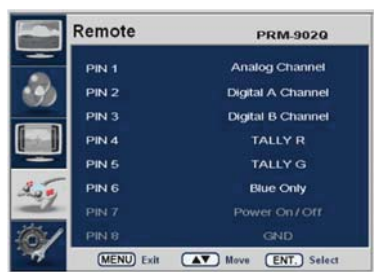 Remote PRM-902Q
PIN 1 Analog Channel
PIN 2 Digital A Channel
PIN 3 Digital B Channel
PIN 4 TALLY R
PIN 5 TALLY G
PIN 6 Blue Only
PIN 7 Power On / Off
PIN 8 GND
MENU Exit ▲▼ Move ENT. Select